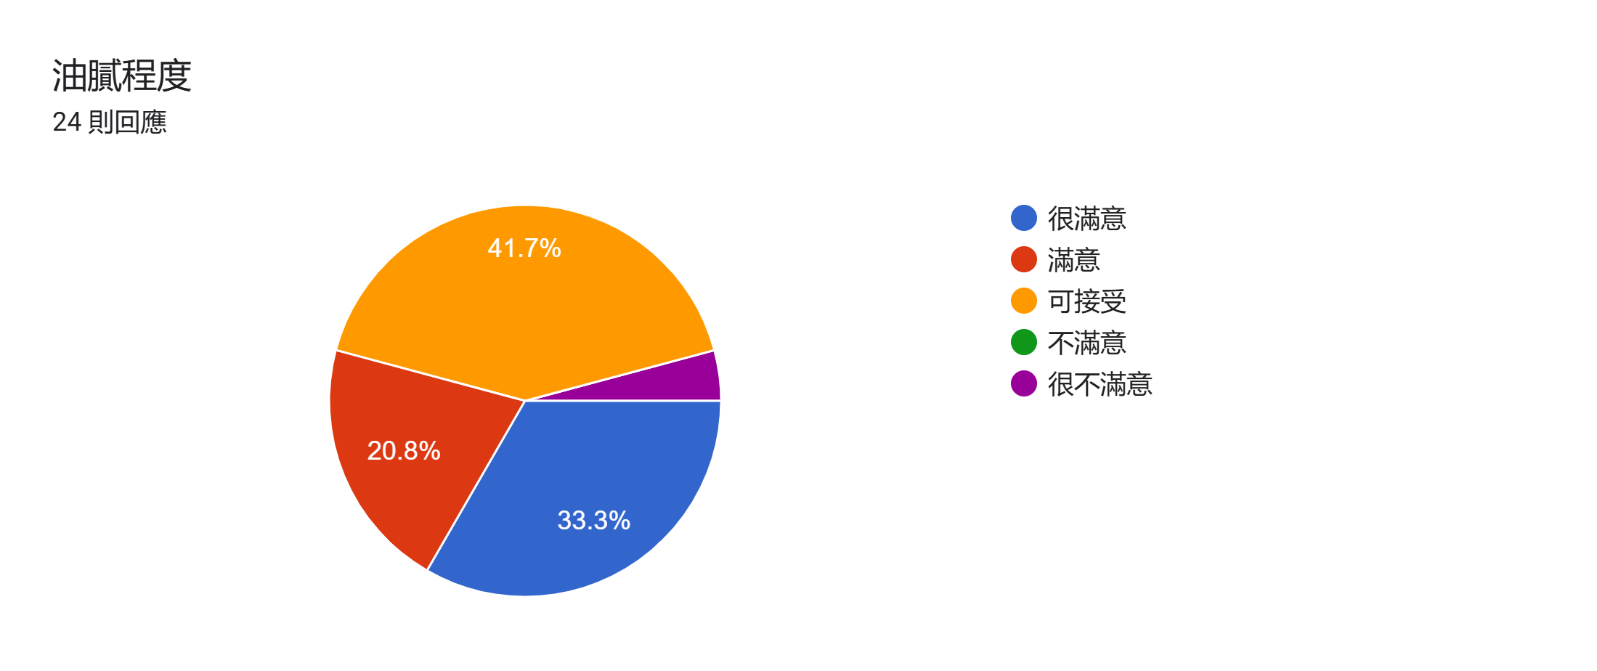 油膩程度
24 則回應
41.7%
20.8%
33.3%
很滿意
滿意
可接受
不滿意
很不滿意